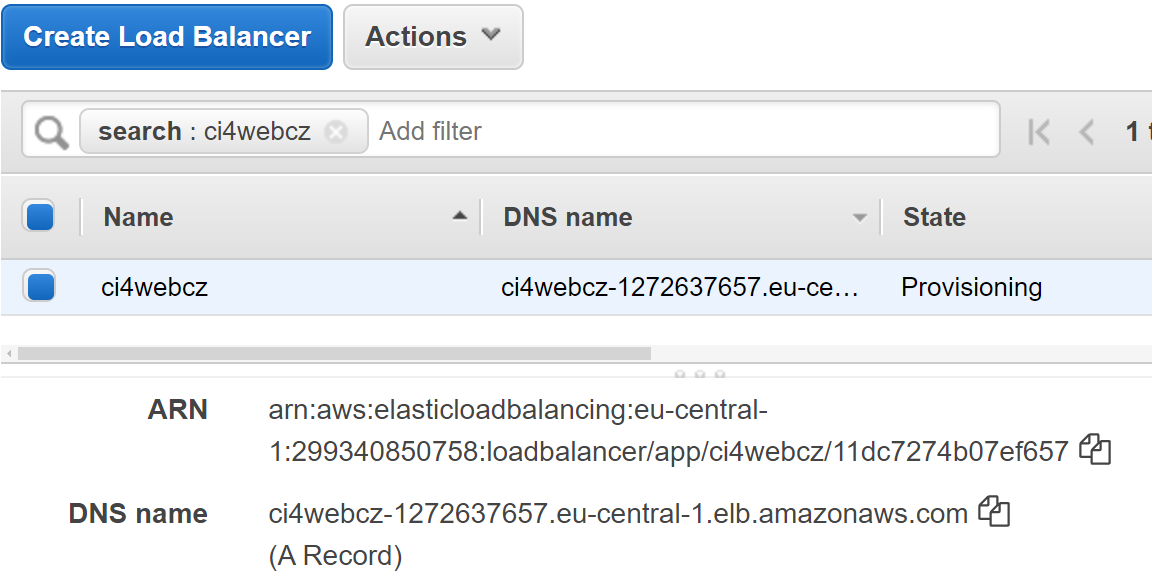 Create Load Balancer Actions
search : ci4webcz Add filter 1
Name DNS name State
ci4webcz ci4webcz-1272637657.eu-ce… Provisioning
ARN arn:aws:elasticloadbalancing:eu-central-
1:299340850758:loadbalancer/app/ci4webcz/11dc7274b07ef657
DNS name ci4webcz-1272637657.eu-central-1.elb.amazonaws.com
(A Record)